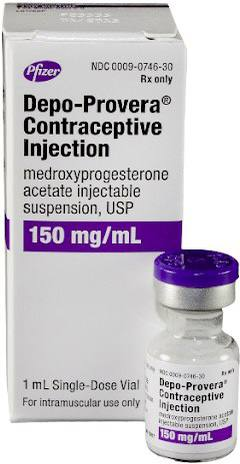 Pfizer
NDC 0009-0746-30
Rx only
Depo-Provera®
Contraceptive
Injection
medroxyprogesterone
acetate injectable
suspension, USP
150 mg/mL
1 mL Single-Dose Vial
For intramuscular use only
NDC 0009-0746-30
Rx only
Depo-Provera®
Contraceptive
Injection
medroxyprogesterone acetate
injectable suspension, USP
150 mg/mL